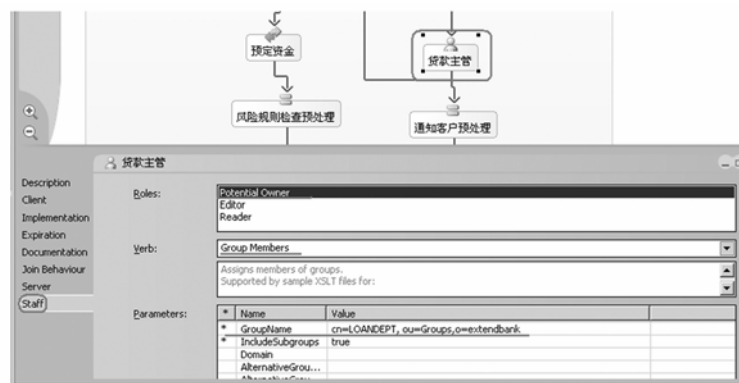 预定资金
贷款主管
风险规则检查预处理
通知客户预处理
贷款主管
Description
Client
Implementation
Expiration
Documentation
Join Behaviour
Server
Staff
Roles:
Potential Owner
Editor
Reader
Verb:
Group Members
Assigns members of groups.
Supported by sample XSLT files for:
Parameters:
* Name Value
* GroupName cn=LOANDEPT, ou=Groups,o=extendbank
* IncludeSubgroups true
Domain
AlternativeGrou...